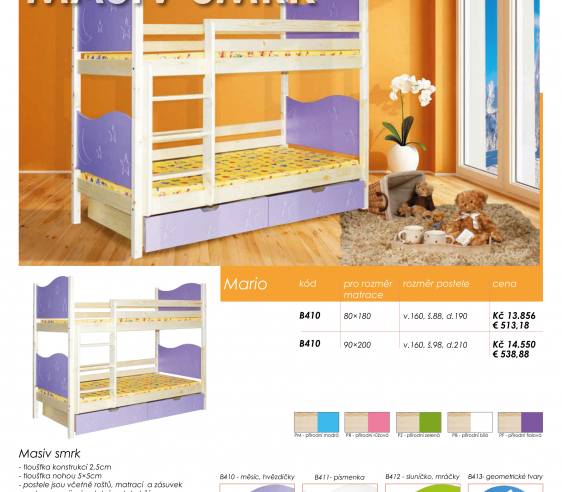 MASIV SMRK
Mario kód pro rozměr matrace rozměr postele cena
B410 80×180 v.160, š.88, d.190 Kč 13.856
€ 513,18
B410 90×200 v.160, š.98, d.210 Kč 14.550
€ 538,88
PM - přírodní modrá PR - přírodní růžová PZ - přírodní zelená PB - přírodní bílá PF - přírodní fialová
Masiv smrk
- tloušťka konstrukcí 2,5cm
- tloušťka nohou 5×5cm
- postele jsou včetně roštů, matrací a zásuvek
B410 - měsíc, hvězdičky B411- písmenka B412 - sluníčko, mráčky B413- geometrické tvary